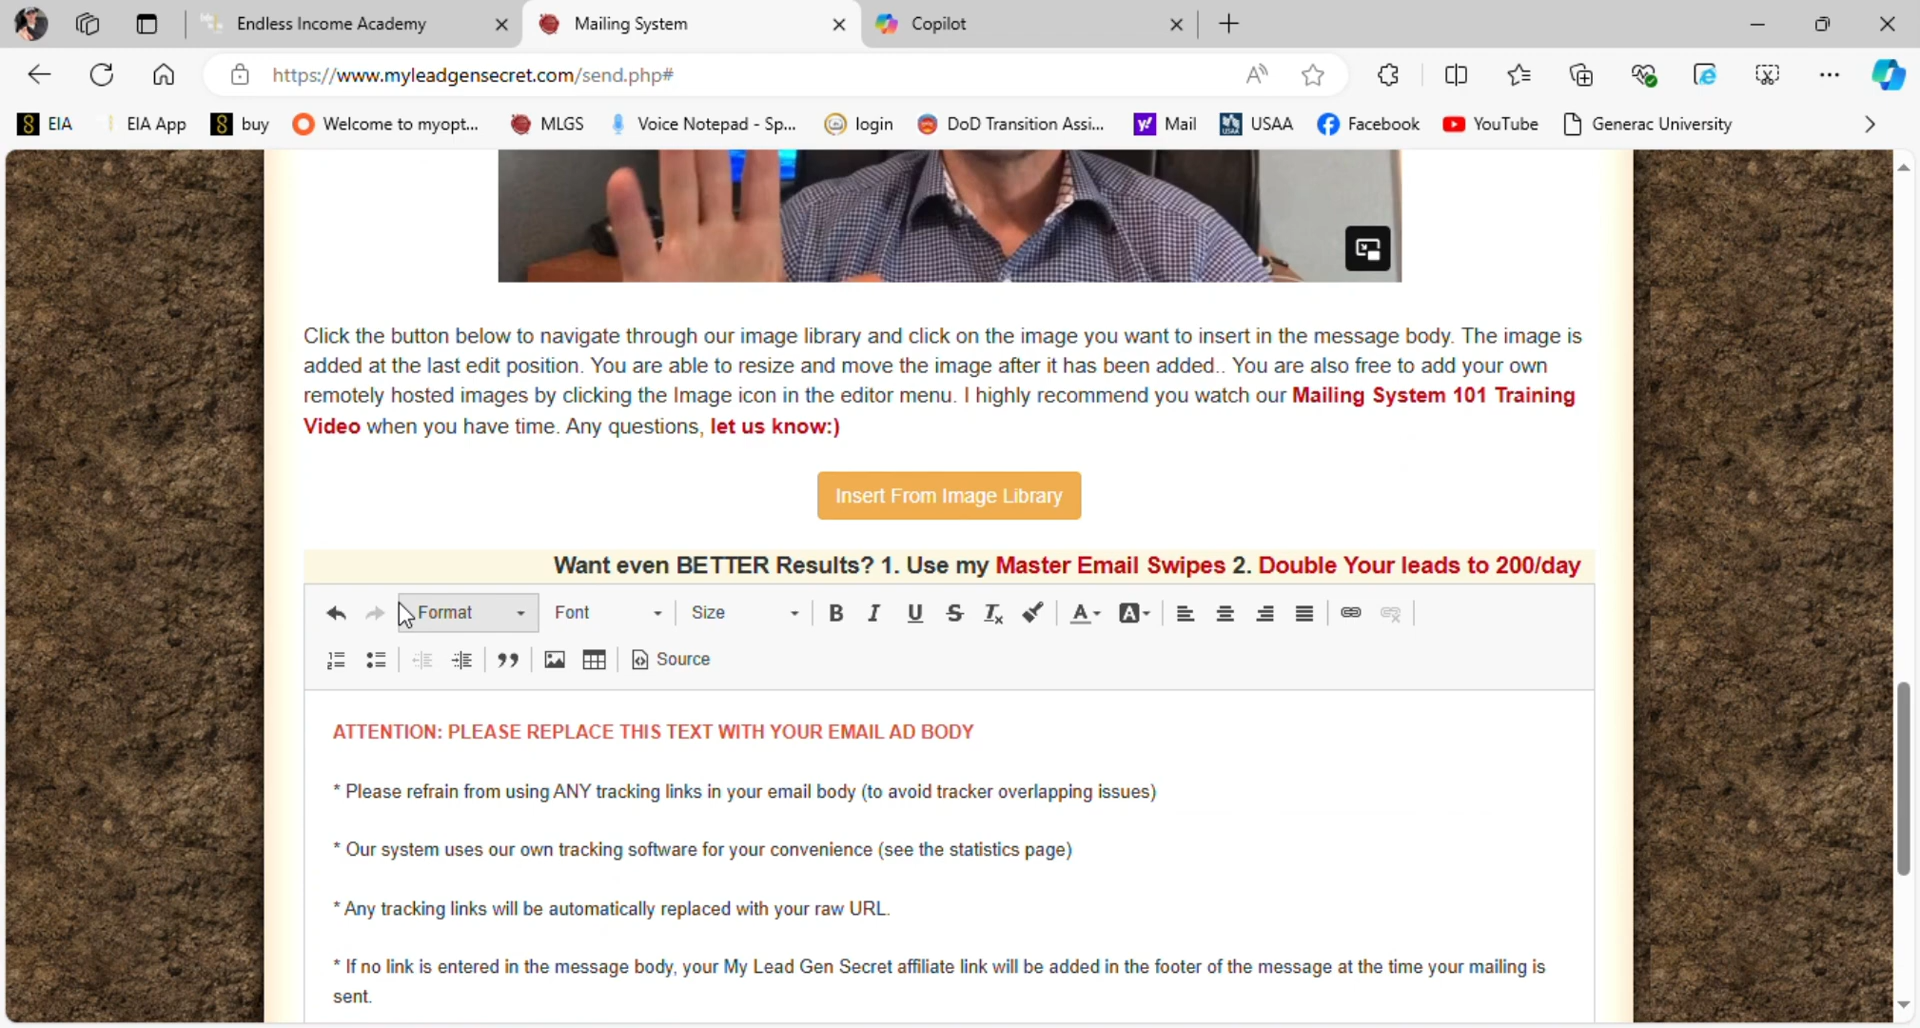 Endless Income Academy
Mailing System
Copilot
https://www.myleadgensecret.com/send.php#
EIA
EIA App
buy
Welcome to myopt...
MLGS
Voice Notepad - Sp...
login
DoD Transition Assi...
Mail
USAA
Facebook
YouTube
Generac University
Click the button below to navigate through our image library and click on the image you want to insert in the message body. The image is
added at the last edit position. You are able to resize and move the image after it has been added.. You are also free to add your own
remotely hosted images by clicking the Image icon in the editor menu. I highly recommend you watch our Mailing System 101 Training
Video when you have time. Any questions, let us know:)
Insert From Image Library
Want even BETTER Results? 1. Use my Master Email Swipes 2. Double Your leads to 200/day
Format Font Size
Source
ATTENTION: PLEASE REPLACE THIS TEXT WITH YOUR EMAIL AD BODY
* Please refrain from using ANY tracking links in your email body (to avoid tracker overlapping issues)
* Our system uses our own tracking software for your convenience (see the statistics page)
* Any tracking links will be automatically replaced with your raw URL.
* If no link is entered in the message body, your My Lead Gen Secret affiliate link will be added in the footer of the message at the time your mailing is
sent.